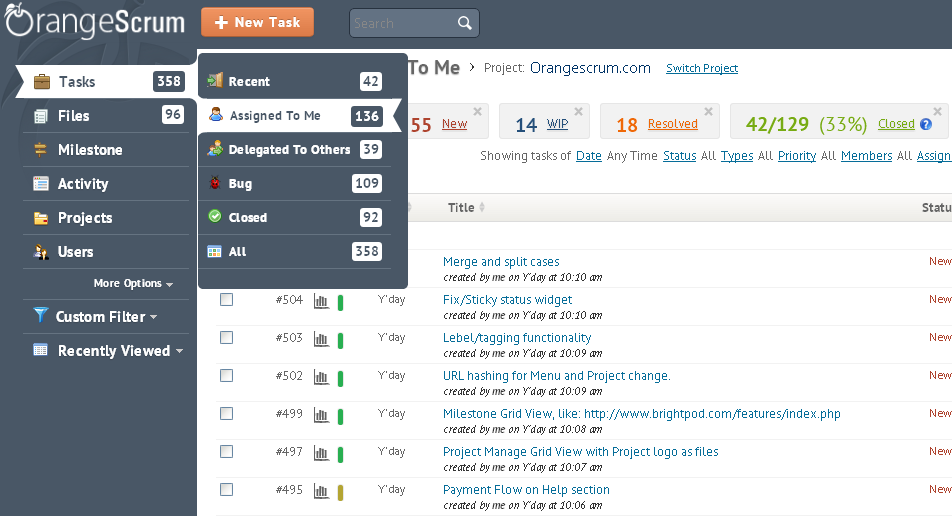 OrangeScrum
+ New Task
Search
Tasks 358
Files 96
Milestone
Activity
Projects
Users
More Options
Custom Filter
Recently Viewed
Recent 42
Assigned To Me 136
Delegated To Others 39
Bug 109
Closed 92
All 358
To Me > Project: Orangescrum.com Switch Project
55 New
14 WIP
18 Resolved
42/129 (33%) Closed ?
Showing tasks of Date Any Time Status All Types All Priority All Members All Assign
Title Statu
Merge and split cases New
created by me on Y'day at 10:10 am
#504 Y'day Fix/Sticky status widget New
created by me on Y'day at 10:10 am
#503 Y'day Lebel/tagging functionality New
created by me on Y'day at 10:09 am
#502 Y'day URL hashing for Menu and Project change. New
created by me on Y'day at 10:09 am
#499 Y'day Milestone Grid View, like: http://www.brightpod.com/features/index.php New
created by me on Y'day at 10:08 am
#497 Y'day Project Manage Grid View with Project logo as files New
created by me on Y'day at 10:07 am
#495 Y'day Payment Flow on Help section New
created by me on Y'day at 10:06 am